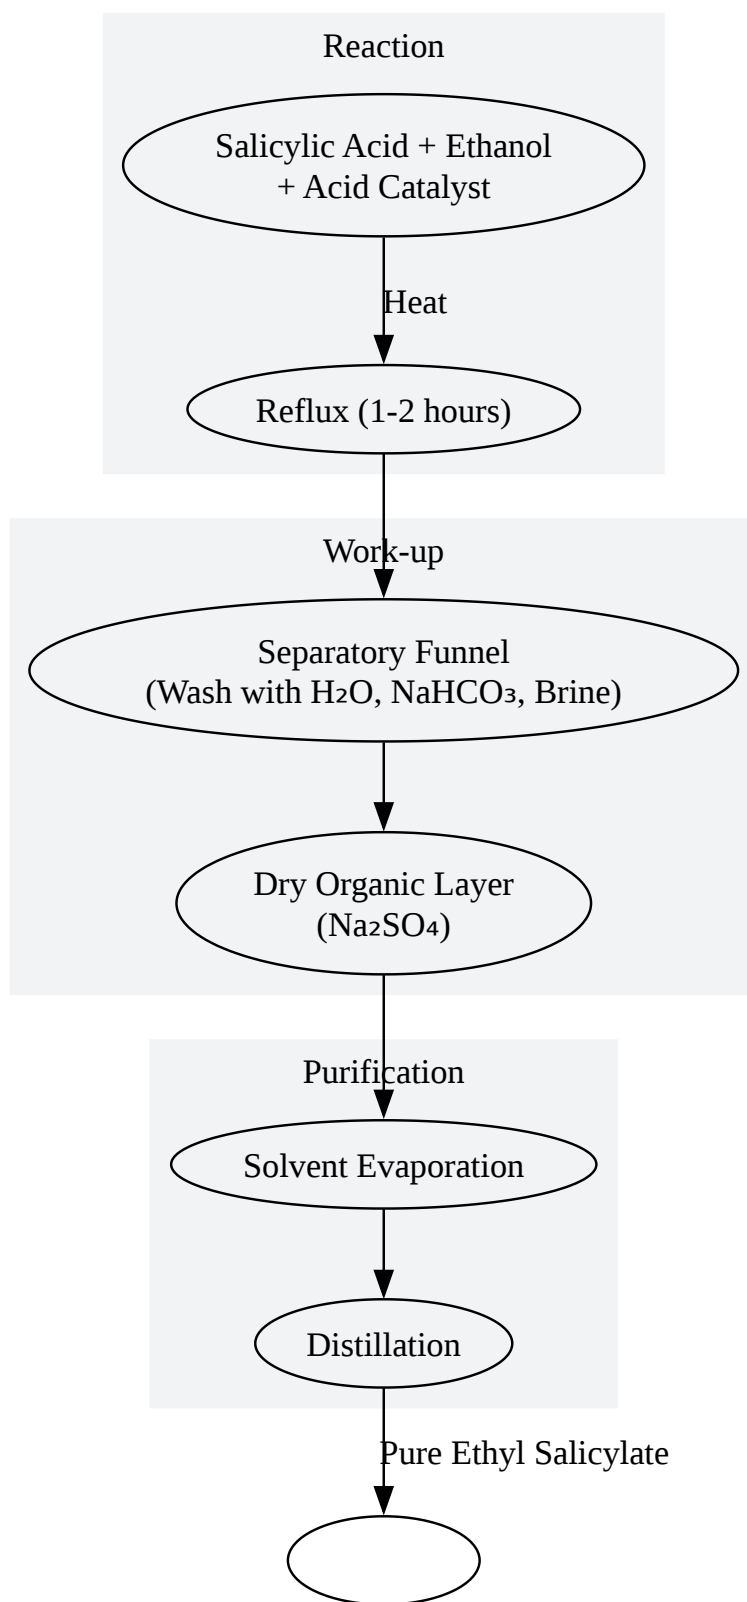 Reaction
Salicylic Acid + Ethanol
+ Acid Catalyst
Heat
Reflux (1-2 hours)
Work-up
Separatory Funnel
(Wash with H₂O, NaHCO₃, Brine)
Dry Organic Layer
(Na₂SO₄)
Purification
Solvent Evaporation
Distillation
Pure Ethyl Salicylate